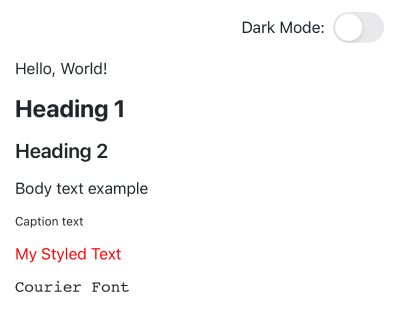 Dark Mode:
Hello, World!
Heading 1
Heading 2
Body text example
Caption text
My Styled Text
Courier Font